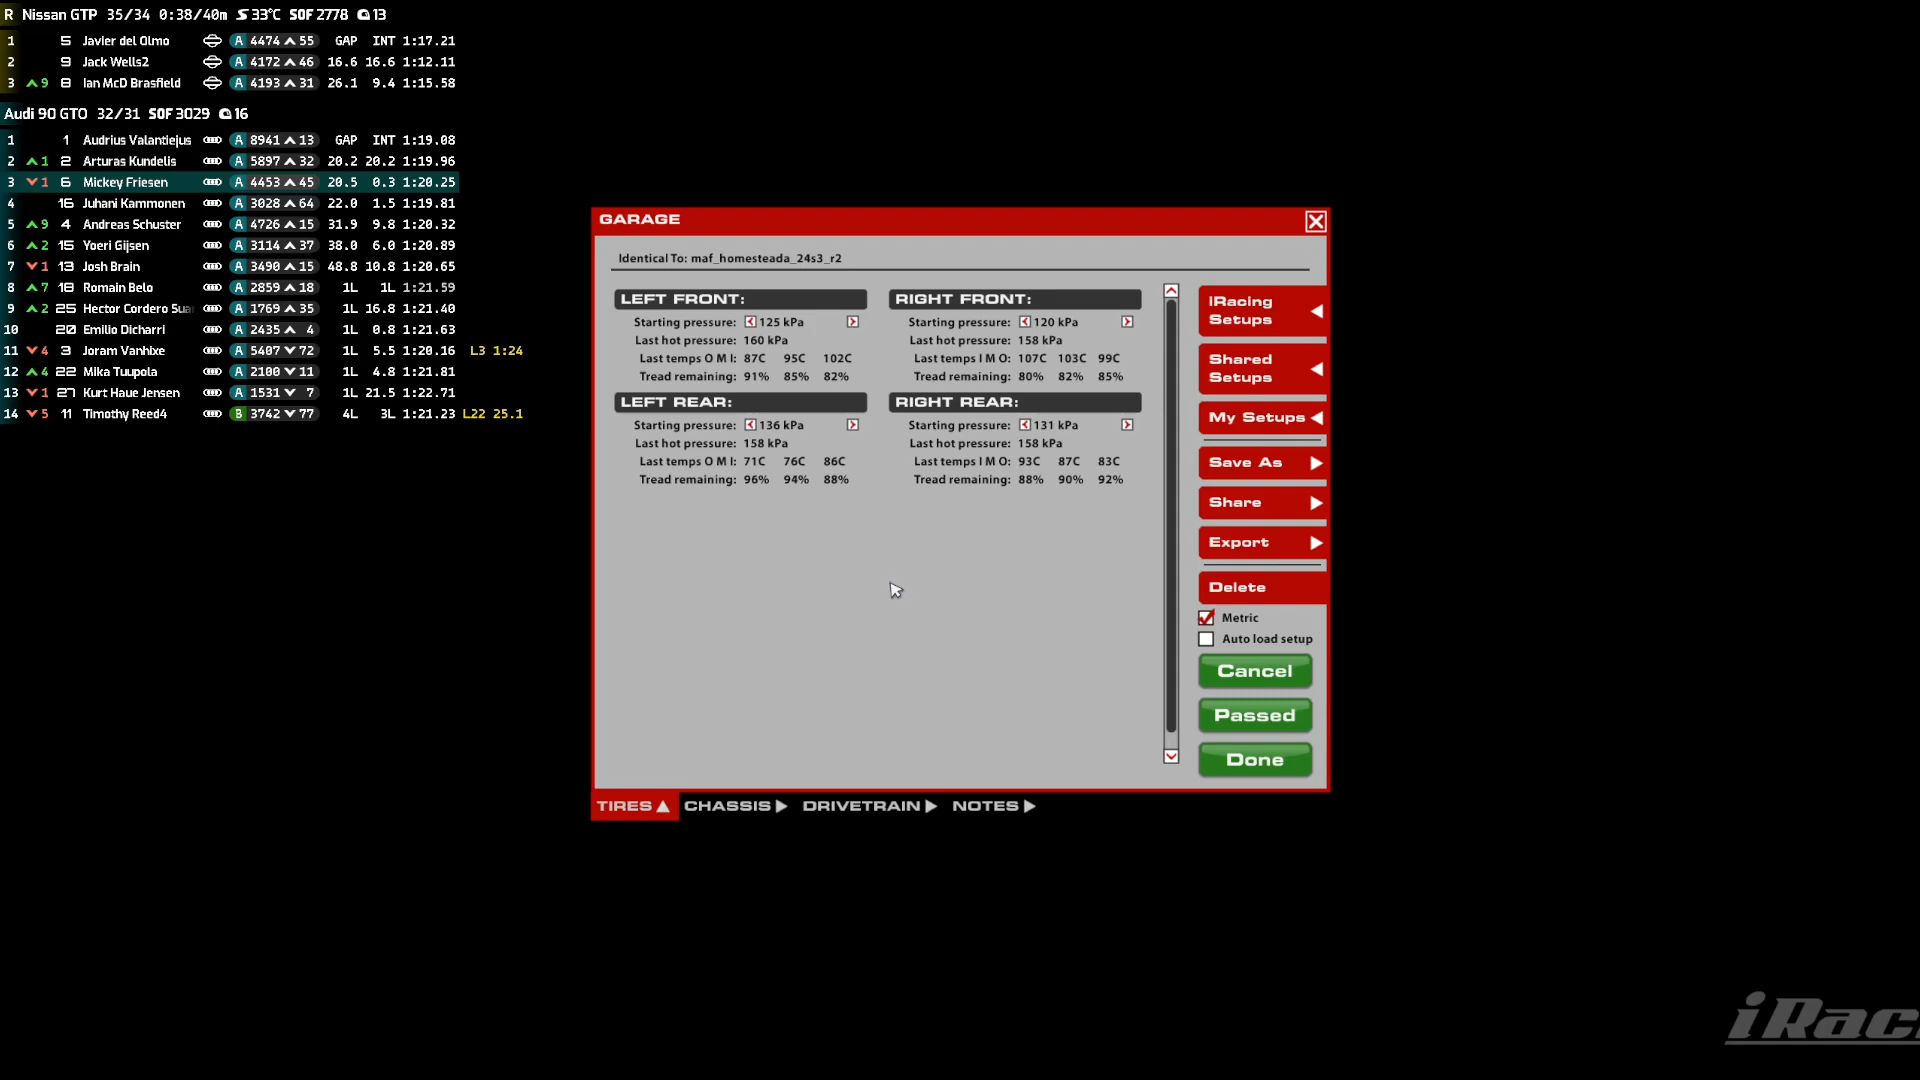 R Nissan GTP 35/34 0:38/40m 33°C SOF 2778 13
1 5 Javier del Olmo A 4474 55 GAP INT 1:17.21
2 9 Jack Wells2 A 4172 46 16.6 16.6 1:12.11
3 9 8 Ian McD Brasfield A 4193 31 26.1 9.4 1:15.58
Audi 90 GTO 32/31 SOF 3029 16
1 1 Audrius Valantiejus A 8941 13 GAP INT 1:19.08
2 1 2 Arturas Kundelis A 5897 32 20.2 20.2 1:19.96
3 1 6 Mickey Friesen A 4453 45 20.5 0.3 1:20.25
4 16 Juhani Kammonen A 3028 64 22.0 1.5 1:19.81
5 9 4 Andreas Schuster A 4726 15 31.9 9.8 1:20.32
6 2 15 Yoeri Gijsen A 3114 37 38.0 6.0 1:20.89
7 1 13 Josh Brain A 3490 15 48.8 10.8 1:20.65
8 7 18 Romain Belo A 2859 18 1L 1L 1:21.59
9 2 25 Hector Cordero Sua A 1769 35 1L 16.8 1:21.40
10 20 Emilio Dicharri A 2435 4 1L 0.8 1:21.63
11 4 3 Joram Vanhixe A 5407 72 1L 5.5 1:20.16 L3 1:24
12 4 22 Mika Tuupola A 2100 11 1L 4.8 1:21.81
13 1 27 Kurt Haue Jensen A 1531 7 1L 21.5 1:22.71
14 5 11 Timothy Reed4 B 3742 77 4L 3L 1:21.23 L22 25.1
GARAGE
Identical To: maf_homesteada_24s3_r2
LEFT FRONT:
Starting pressure: 125 kPa
Last hot pressure: 160 kPa
Last temps O M I: 87C 95C 102C
Tread remaining: 91% 85% 82%
RIGHT FRONT:
Starting pressure: 120 kPa
Last hot pressure: 158 kPa
Last temps I M O: 107C 103C 99C
Tread remaining: 80% 82% 85%
LEFT REAR:
Starting pressure: 136 kPa
Last hot pressure: 158 kPa
Last temps O M I: 71C 76C 86C
Tread remaining: 96% 94% 88%
RIGHT REAR:
Starting pressure: 131 kPa
Last hot pressure: 158 kPa
Last temps I M O: 93C 87C 83C
Tread remaining: 88% 90% 92%
iRacing
Setups
Shared
Setups
My Setups
Save As
Share
Export
Delete
Metric
Auto load setup
Cancel
Passed
Done
TIRES CHASSIS DRIVETRAIN NOTES
iRac